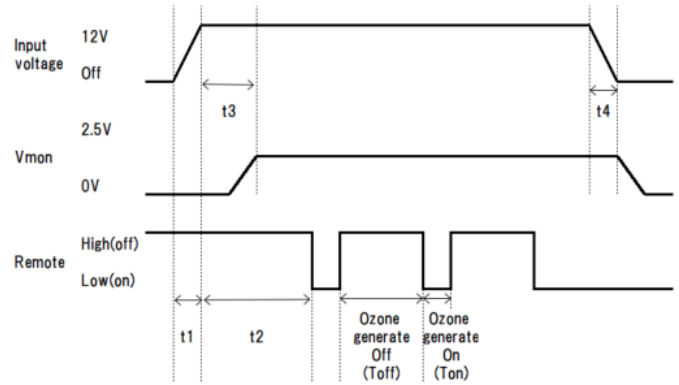 Input
voltage
12V
Off
t3
t4
2.5V
Vmon
0V
Remote
High(off)
Low(on)
t1
t2
Ozone
generate
Off
(Toff)
Ozone
generate
On
(Ton)